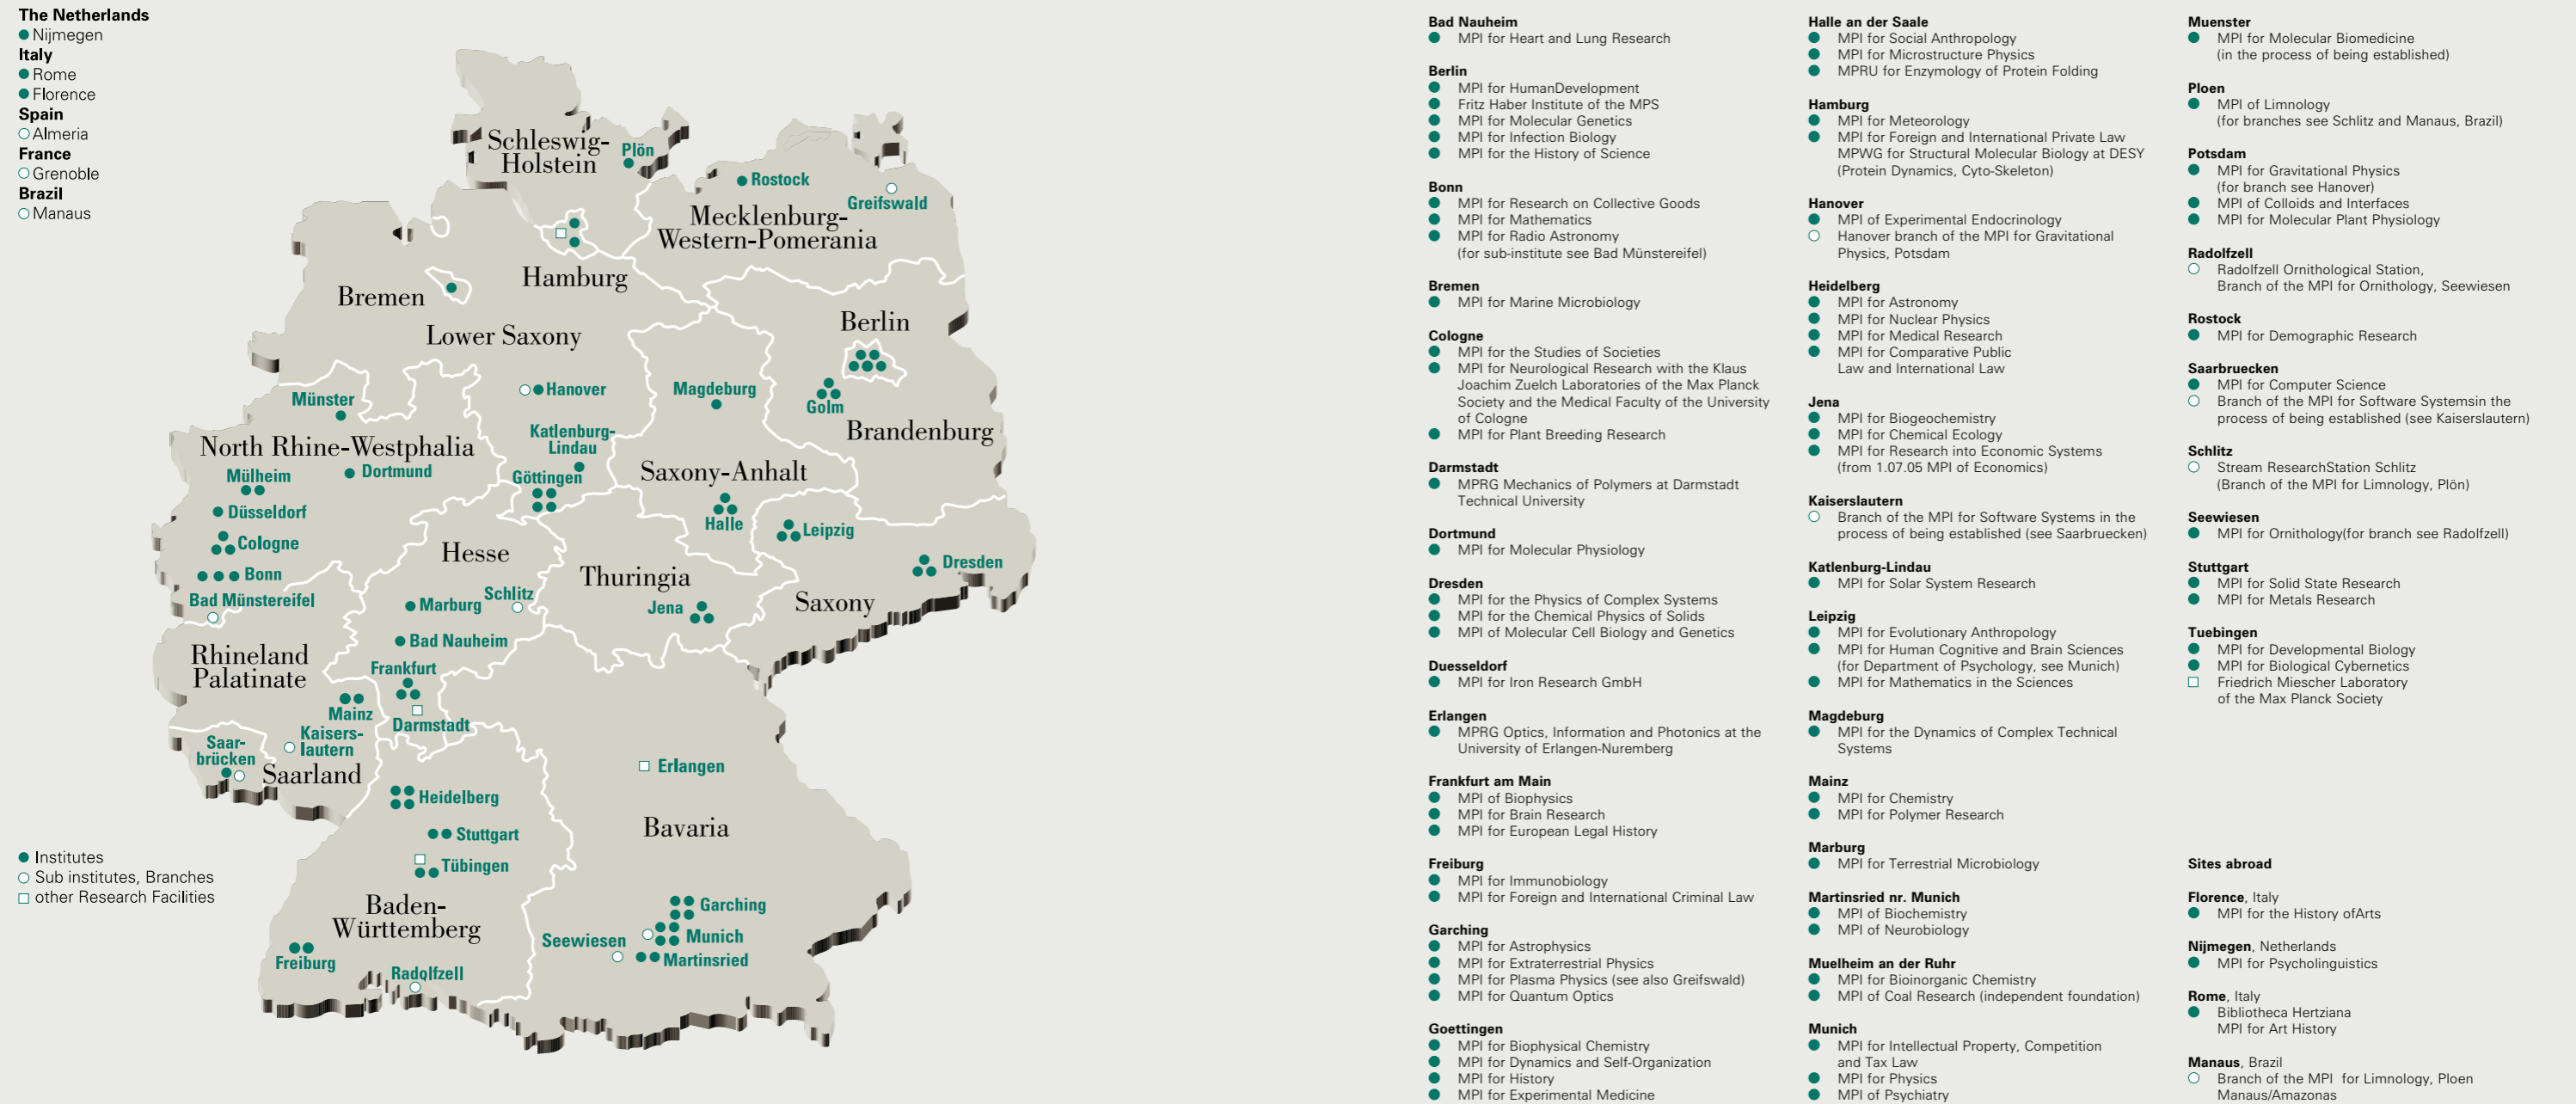 The Netherlands
Nijmegen
Italy
Rome
Florence
Spain
Almeria
France
Grenoble
Brazil
Manaus
Schleswig-
Holstein
Plön
Rostock
Greifswald
Mecklenburg-
Western-Pomerania
Hamburg
Bremen
Lower Saxony
Berlin
Hanover
Magdeburg
Golm
Münster
Brandenburg
Katlenburg-
Lindau
North Rhine-Westphalia
Dortmund
Saxony-Anhalt
Mülheim
Göttingen
Düsseldorf
Halle
Leipzig
Cologne
Hesse
Dresden
Bonn
Thuringia
Bad Münstereifel
Schlitz
Marburg
Jena
Saxony
Bad Nauheim
Rhineland
Palatinate
Frankfurt
Mainz
Darmstadt
Kaisers-
lautern
Saar-
brücken
Saarland
Erlangen
Heidelberg
Bavaria
Stuttgart
Tübingen
Baden-
Württemberg
Garching
Munich
Seewiesen
Martinsried
Freiburg
Radolfzell
Institutes
Sub institutes, Branches
other Research Facilities
Bad Nauheim
MPI for Heart and Lung Research
Berlin
MPI for HumanDevelopment
Fritz Haber Institute of the MPS
MPI for Molecular Genetics
MPI for Infection Biology
MPI for the History of Science
Bonn
MPI for Research on Collective Goods
MPI for Mathematics
MPI for Radio Astronomy
(for sub-institute see Bad Münstereifel)
Bremen
MPI for Marine Microbiology
Cologne
MPI for the Studies of Societies
MPI for Neurological Research with the Klaus
Joachim Zuelch Laboratories of the Max Planck
Society and the Medical Faculty of the University
of Cologne
MPI for Plant Breeding Research
Darmstadt
MPRG Mechanics of Polymers at Darmstadt
Technical University
Dortmund
MPI for Molecular Physiology
Dresden
MPI for the Physics of Complex Systems
MPI for the Chemical Physics of Solids
MPI of Molecular Cell Biology and Genetics
Duesseldorf
MPI for Iron Research GmbH
Erlangen
MPRG Optics, Information and Photonics at the
University of Erlangen-Nuremberg
Frankfurt am Main
MPI of Biophysics
MPI for Brain Research
MPI for European Legal History
Freiburg
MPI for Immunobiology
MPI for Foreign and International Criminal Law
Garching
MPI for Astrophysics
MPI for Extraterrestrial Physics
MPI for Plasma Physics (see also Greifswald)
MPI for Quantum Optics
Goettingen
MPI for Biophysical Chemistry
MPI for Dynamics and Self-Organization
MPI for History
MPI for Experimental Medicine
Halle an der Saale
MPI for Social Anthropology
MPI for Microstructure Physics
MPRU for Enzymology of Protein Folding
Hamburg
MPI for Meteorology
MPI for Foreign and International Private Law
MPWG for Structural Molecular Biology at DESY
(Protein Dynamics, Cyto-Skeleton)
Hanover
MPI of Experimental Endocrinology
Hanover branch of the MPI for Gravitational
Physics, Potsdam
Heidelberg
MPI for Astronomy
MPI for Nuclear Physics
MPI for Medical Research
MPI for Comparative Public
Law and International Law
Jena
MPI for Biogeochemistry
MPI for Chemical Ecology
MPI for Research into Economic Systems
(from 1.07.05 MPI of Economics)
Kaiserslautern
Branch of the MPI for Software Systems in the
process of being established (see Saarbruecken)
Katlenburg-Lindau
MPI for Solar System Research
Leipzig
MPI for Evolutionary Anthropology
MPI for Human Cognitive and Brain Sciences
(for Department of Psychology, see Munich)
MPI for Mathematics in the Sciences
Magdeburg
MPI for the Dynamics of Complex Technical
Systems
Mainz
MPI for Chemistry
MPI for Polymer Research
Marburg
MPI for Terrestrial Microbiology
Martinsried nr. Munich
MPI of Biochemistry
MPI of Neurobiology
Muelheim an der Ruhr
MPI for Bioinorganic Chemistry
MPI of Coal Research (independent foundation)
Munich
MPI for Intellectual Property, Competition
and Tax Law
MPI for Physics
MPI of Psychiatry
Muenster
MPI for Molecular Biomedicine
(in the process of being established)
Ploen
MPI of Limnology
(for branches see Schlitz and Manaus, Brazil)
Potsdam
MPI for Gravitational Physics
(for branch see Hanover)
MPI of Colloids and Interfaces
MPI for Molecular Plant Physiology
Radolfzell
Radolfzell Ornithological Station,
Branch of the MPI for Ornithology, Seewiesen
Rostock
MPI for Demographic Research
Saarbruecken
MPI for Computer Science
Branch of the MPI for Software Systemsin the
process of being established (see Kaiserslautern)
Schlitz
Stream ResearchStation Schlitz
(Branch of the MPI for Limnology, Plön)
Seewiesen
MPI for Ornithology(for branch see Radolfzell)
Stuttgart
MPI for Solid State Research
MPI for Metals Research
Tuebingen
MPI for Developmental Biology
MPI for Biological Cybernetics
Friedrich Miescher Laboratory
of the Max Planck Society
Sites abroad
Florence, Italy
MPI for the History ofArts
Nijmegen, Netherlands
MPI for Psycholinguistics
Rome, Italy
Bibliotheca Hertziana
MPI for Art History
Manaus, Brazil
Branch of the MPI for Limnology, Ploen
Manaus/Amazonas